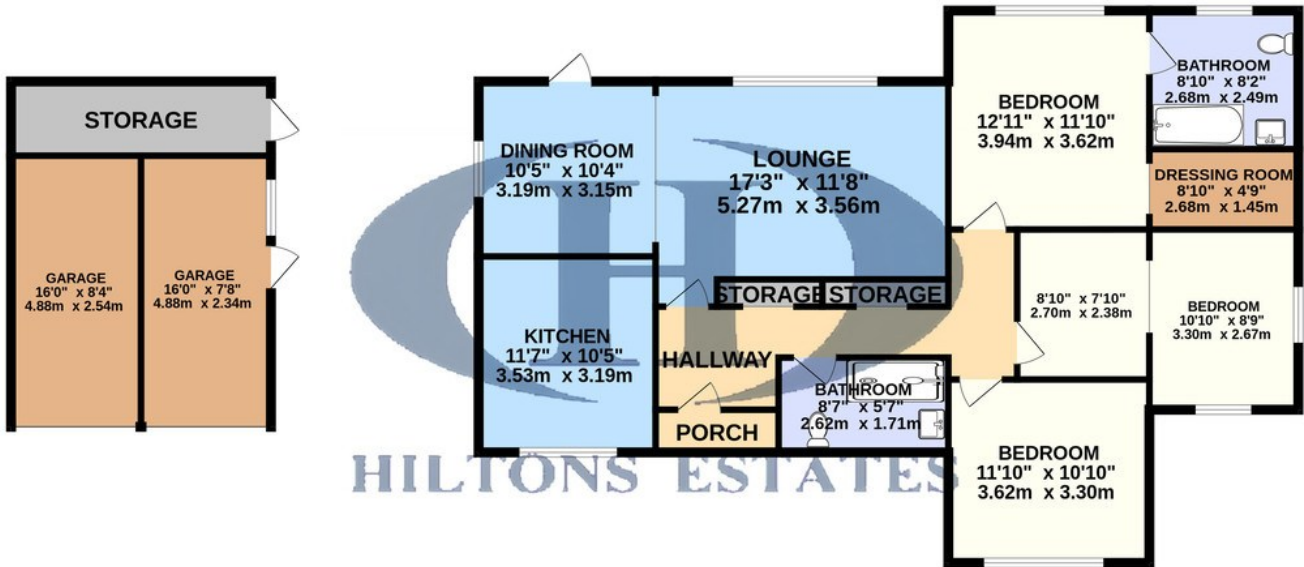 STORAGE
GARAGE
16'0" x 8'4"
4.88m x 2.54m
GARAGE
16'0" x 7'8"
4.88m x 2.34m
DINING ROOM
10'5" x 10'4"
3.19m x 3.15m
LOUNGE
17'3" x 11'8"
5.27m x 3.56m
BEDROOM
12'11" x 11'10"
3.94m x 3.62m
BATHROOM
8'10" x 8'2"
2.68m x 2.49m
DRESSING ROOM
8'10" x 4'9"
2.68m x 1.45m
STORAGE
STORAGE
KITCHEN
11'7" x 10'5"
3.53m x 3.19m
HALLWAY
PORCH
BATHROOM
8'7" x 5'7"
2.62m x 1.71m
8'10" x 7'10"
2.70m x 2.38m
BEDROOM
10'10" x 8'9"
3.30m x 2.67m
BEDROOM
11'10" x 10'10"
3.62m x 3.30m
H
HILTONS ESTATES